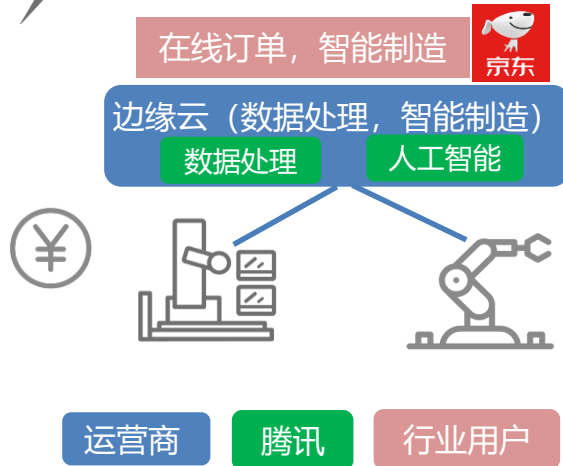 在线订单，智能制造
京东
边缘云（数据处理，智能制造）
数据处理
人工智能
¥
运营商
腾讯
行业用户